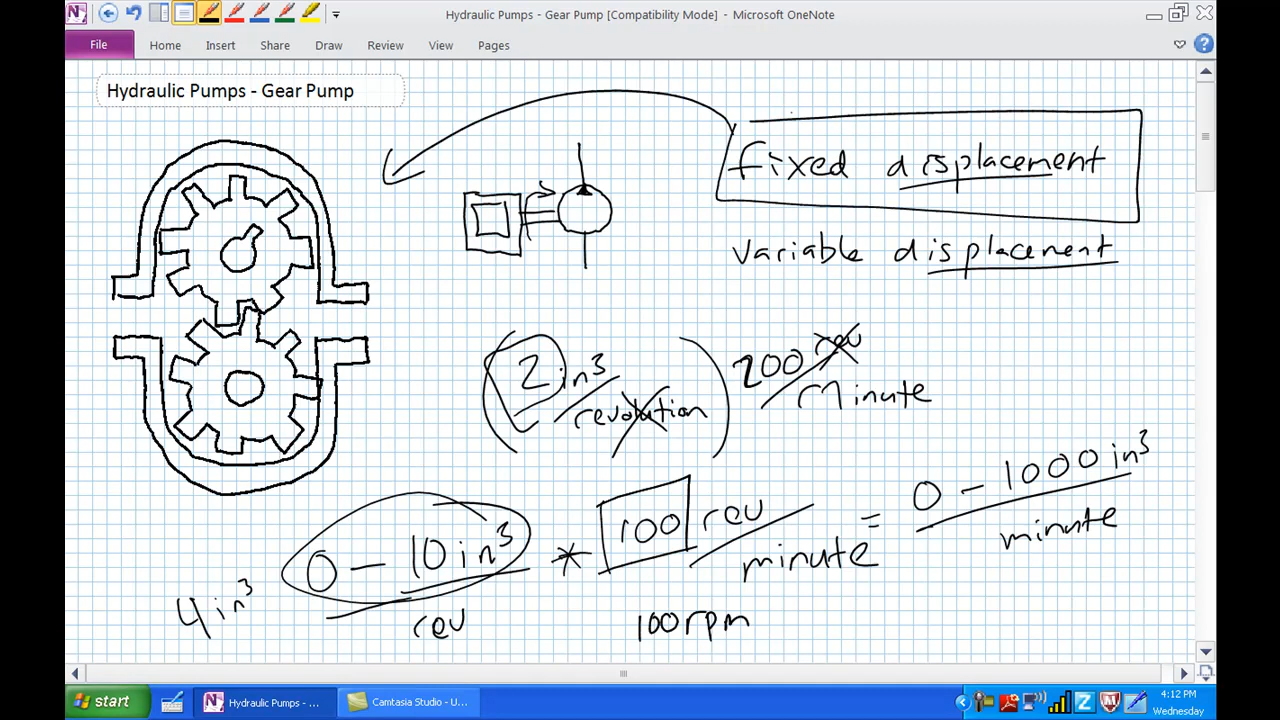 Hydraulic Pumps - Gear Pump [Compatibility Mode] - Microsoft OneNote
File Home Insert Share Draw Review View Pages
Hydraulic Pumps - Gear Pump
fixed displacement
variable displacement
2 in³
revolution
200 rev
Minute
0 - 10 in³
rev
*
100 rev
minute
=
0 - 1000 in³
minute
4 in³
100 rpm
start
Hydraulic Pumps - ...
Camtasia Studio - U...
4:12 PM
Wednesday